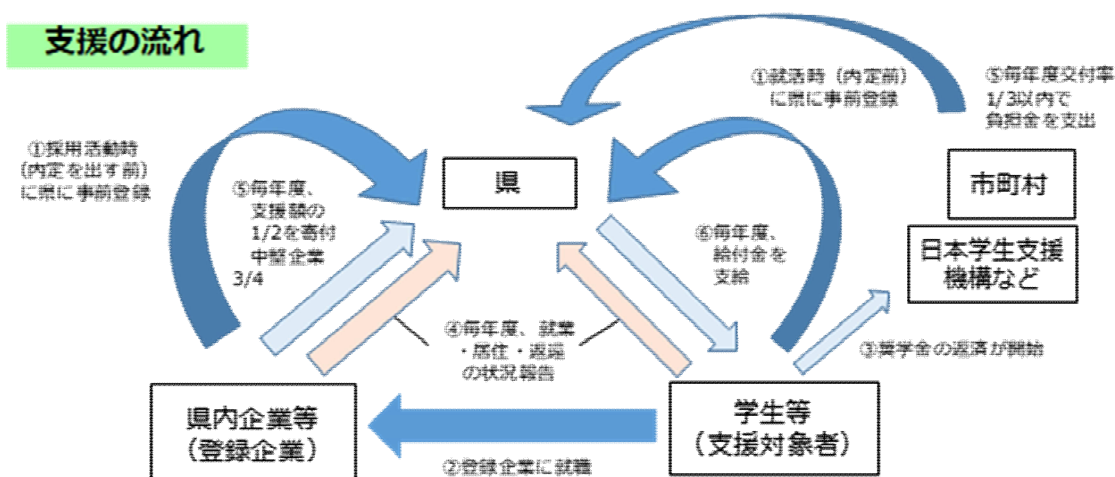 支援の流れ
①就活時（内定前）
に県に事前登録
⑤毎年度交付率
1/3以内で
負担金を支出
①採用活動時
（内定を出す前）
に県に事前登録
県
市町村
⑤毎年度、
支援額の
1/2を寄付
中堅企業
3/4
⑥毎年度、
給付金を
支給
日本学生支援
機構など
④毎年度、就業
・居住・返還
の状況報告
③奨学金の返済が開始
県内企業等
（登録企業）
学生等
（支援対象者）
②登録企業に就職